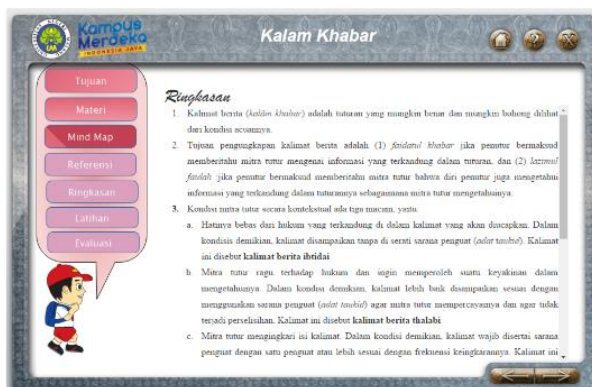 Kampus
Merdeka
INDONESIA JAYA
Kalam Khabar
Tujuan
Materi
Mind Map
Referensi
Ringkasan
Latihan
Evaluasi
Ringkasan
1. Kalimat berita (kalâm khabar) adalah tuturan yang mungkin benar dan mungkin bohong dilihat
dari kondisi acuannya.
2. Tujuan pengungkapan kalimat berita adalah (1) faidatul khabar jika penutur bermaksud
memberitahu mitra tutur mengenai informasi yang terkandung dalam tuturan, dan (2) lazimul
faidah jika penutur bermaksud memberitahu mitra tutur bahwa diri penutur juga mengetahui
informasi yang terkandung dalam tuturannya sebagaimana mitra tutur mengetahuinya.
3. Kondisi mitra tutur secara kontekstual ada tiga macam, yaitu
a. Hatinya bebas dari hukum yang terkandung di dalam kalimat yang akan diucapkan. Dalam
kondisis demikian, kalimat disampaikan tanpa di sertai sarana penguat (adat taukid). Kalimat
ini disebut kalimat berita ibtidai
b. Mitra tutur ragu terhadap hukum dan ingin memperoleh suatu keyakinan dalam
mengetahuinya. Dalam kondisi demikian, kalimat lebih baik disampaikan sesuai dengan
menggunakan sarana penguat (adat taukid) agar mitra tutur mempercayainya dan agar tidak
terjadi perselisihan. Kalimat ini disebut kalimat berita thalabi
c. Mitra tutur mengingkari isi kalimat. Dalam kondisi demikian, kalimat wajib disertai sarana
penguat dengan satu penguat atau lebih sesuai dengan frekuensi keingkarannya. Kalimat ini